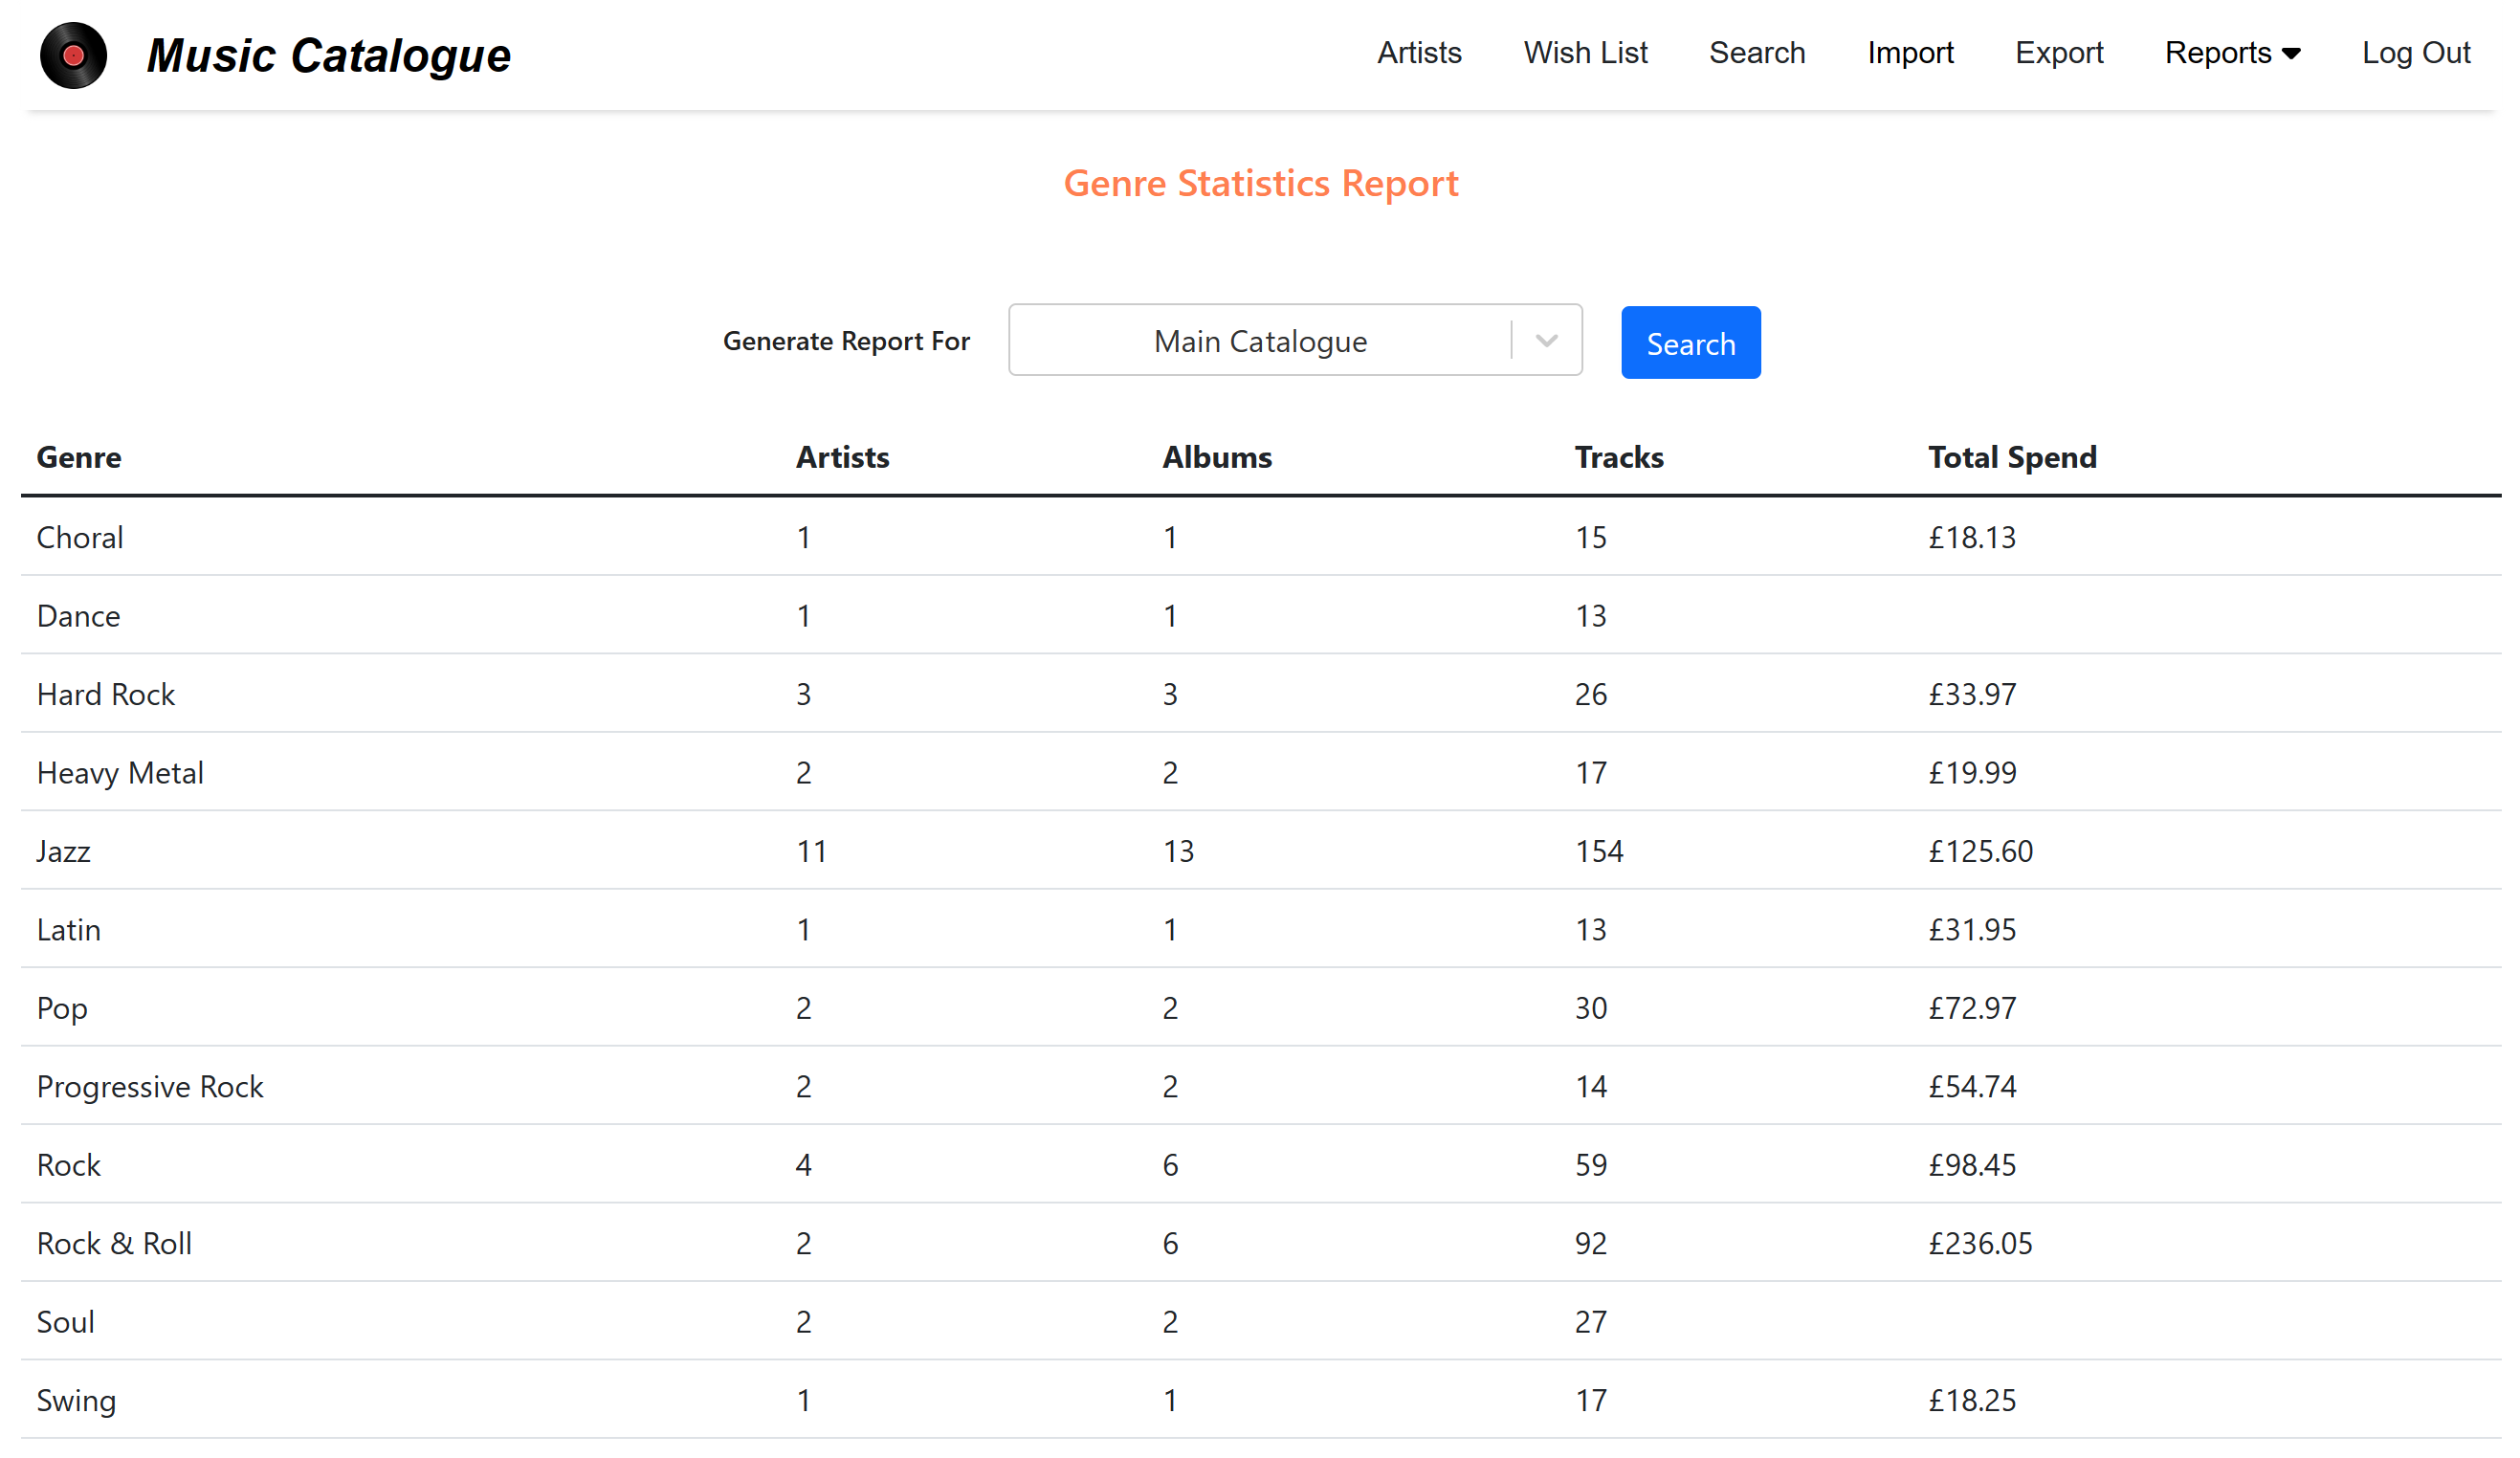 Music Catalogue Artists Wish List Search Import Export Reports Log Out
Genre Statistics Report
Generate Report For Main Catalogue Search
Genre Artists Albums Tracks Total Spend
Choral 1 1 15 £18.13
Dance 1 1 13
Hard Rock 3 3 26 £33.97
Heavy Metal 2 2 17 £19.99
Jazz 11 13 154 £125.60
Latin 1 1 13 £31.95
Pop 2 2 30 £72.97
Progressive Rock 2 2 14 £54.74
Rock 4 6 59 £98.45
Rock & Roll 2 6 92 £236.05
Soul 2 2 27
Swing 1 1 17 £18.25